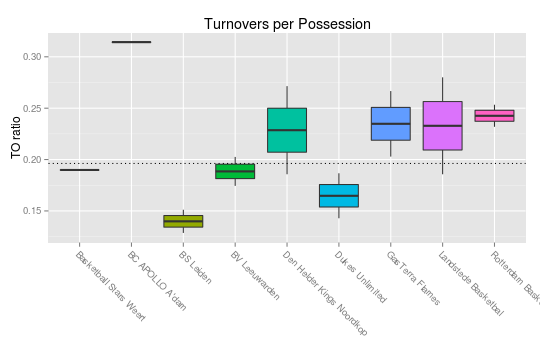 Turnovers per Possession
TO ratio
0.30
0.25
0.20
0.15
Basketball Stars Weert
BC APOLLO A'dam
BS Leiden
BV Leeuwarden
Den Helder Kings Noordkop
Dukes Unlimited
GasTerra Flames
Landstede Basketbal
Rotterdam Bask